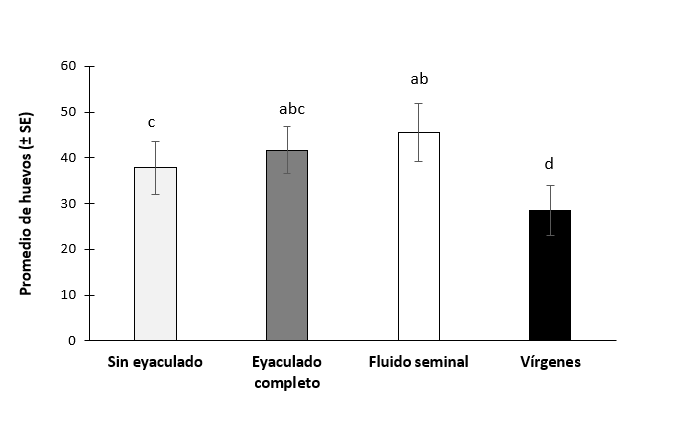 Promedio de huevos (± SE)
60
50
40
30
20
10
0
c
abc
ab
d
Sin eyaculado
Eyaculado
completo
Fluido seminal
Vírgenes